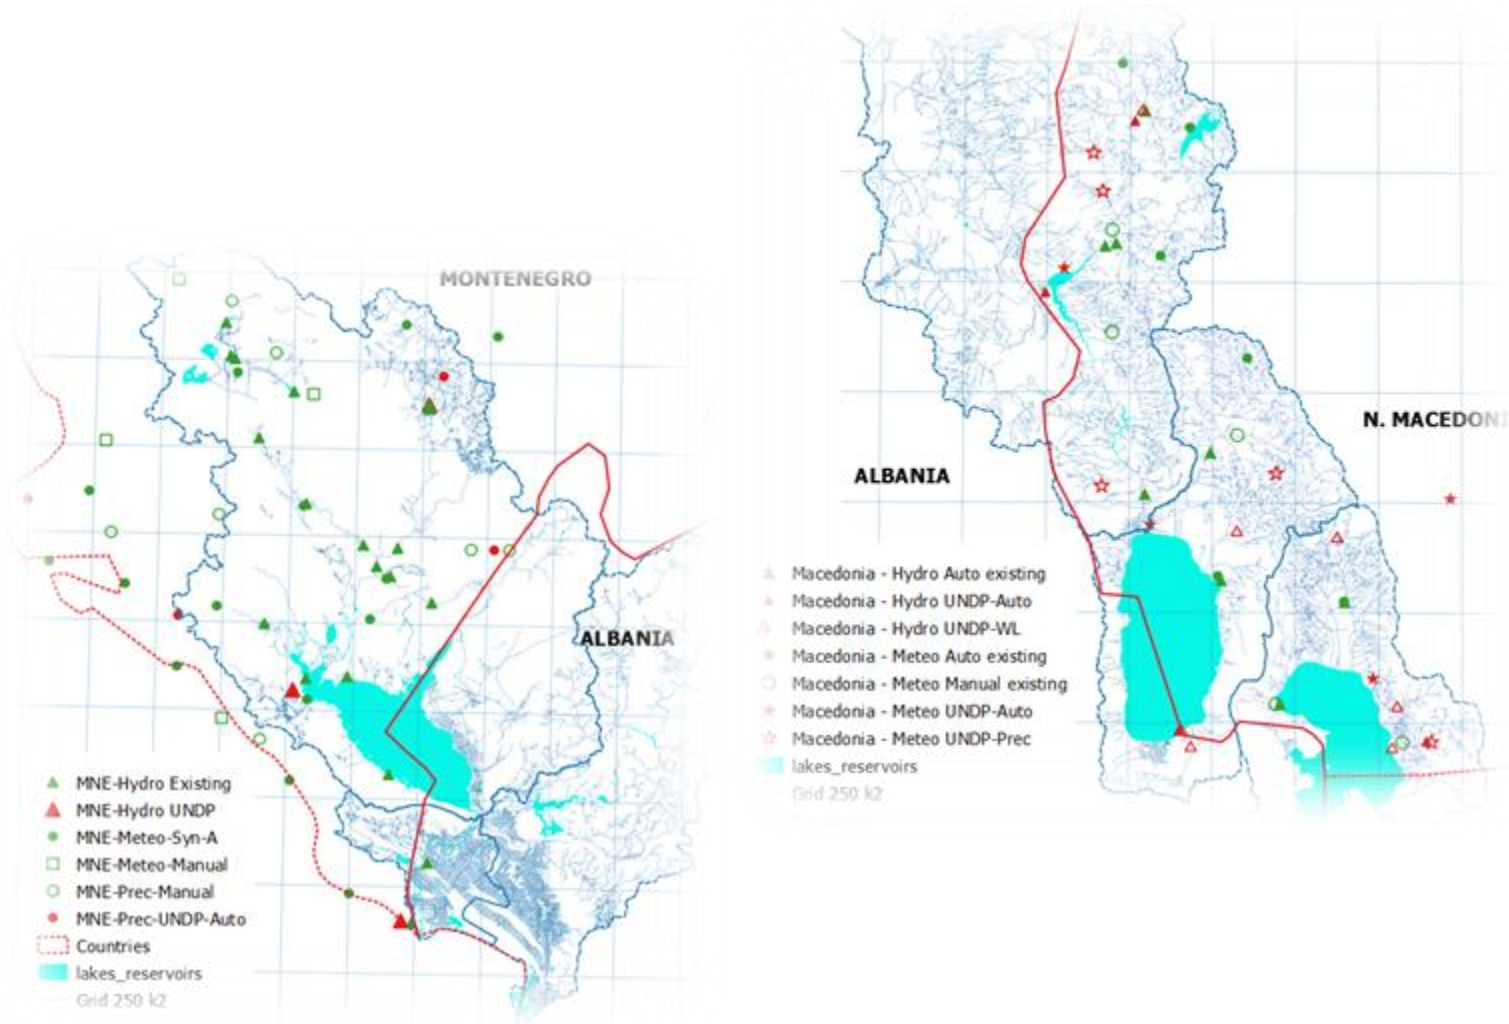 MONTENEGRO
ALBANIA
MNE-Hydro Existing
MNE-Hydro UNDP
MNE-Meteo-Syn-A
MNE-Meteo-Manual
MNE-Prec-Manual
MNE-Prec-UNDP-Auto
Countries
lakes_reservoirs
Grid 250 k2
N. MACEDONI
ALBANIA
Macedonia - Hydro Auto existing
Macedonia - Hydro UNDP-Auto
Macedonia - Hydro UNDP-WL
Macedonia - Meteo Auto existing
Macedonia - Meteo Manual existing
Macedonia - Meteo UNDP-Auto
Macedonia - Meteo UNDP-Prec
lakes_reservoirs
Grid 250 k2